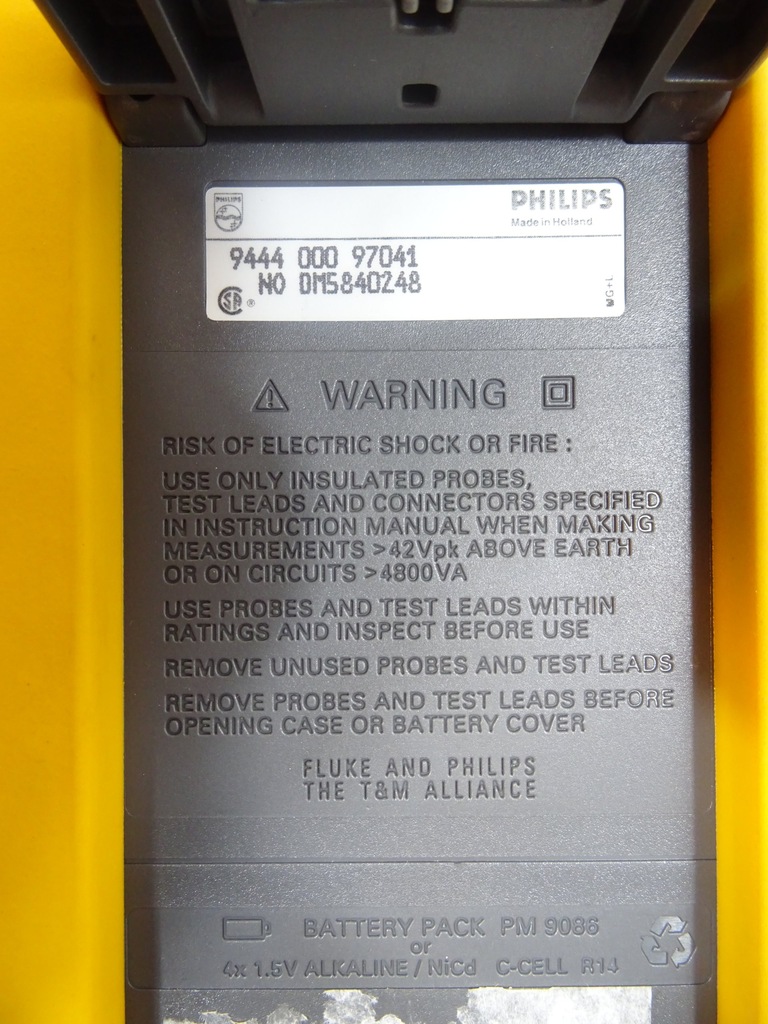 PHILIPS
PHILIPS
Made in Holland
9444 000 97041
NO DM5840248
SA ®
WARNING
RISK OF ELECTRIC SHOCK OR FIRE :
USE ONLY INSULATED PROBES,
TEST LEADS AND CONNECTORS SPECIFIED
IN INSTRUCTION MANUAL WHEN MAKING
MEASUREMENTS >42Vpk ABOVE EARTH
OR ON CIRCUITS >4800VA
USE PROBES AND TEST LEADS WITHIN
RATINGS AND INSPECT BEFORE USE
REMOVE UNUSED PROBES AND TEST LEADS
REMOVE PROBES AND TEST LEADS BEFORE
OPENING CASE OR BATTERY COVER
FLUKE AND PHILIPS
THE T&M ALLIANCE
BATTERY PACK PM 9086
or
4x 1.5V ALKALINE / NiCd C-CELL R14